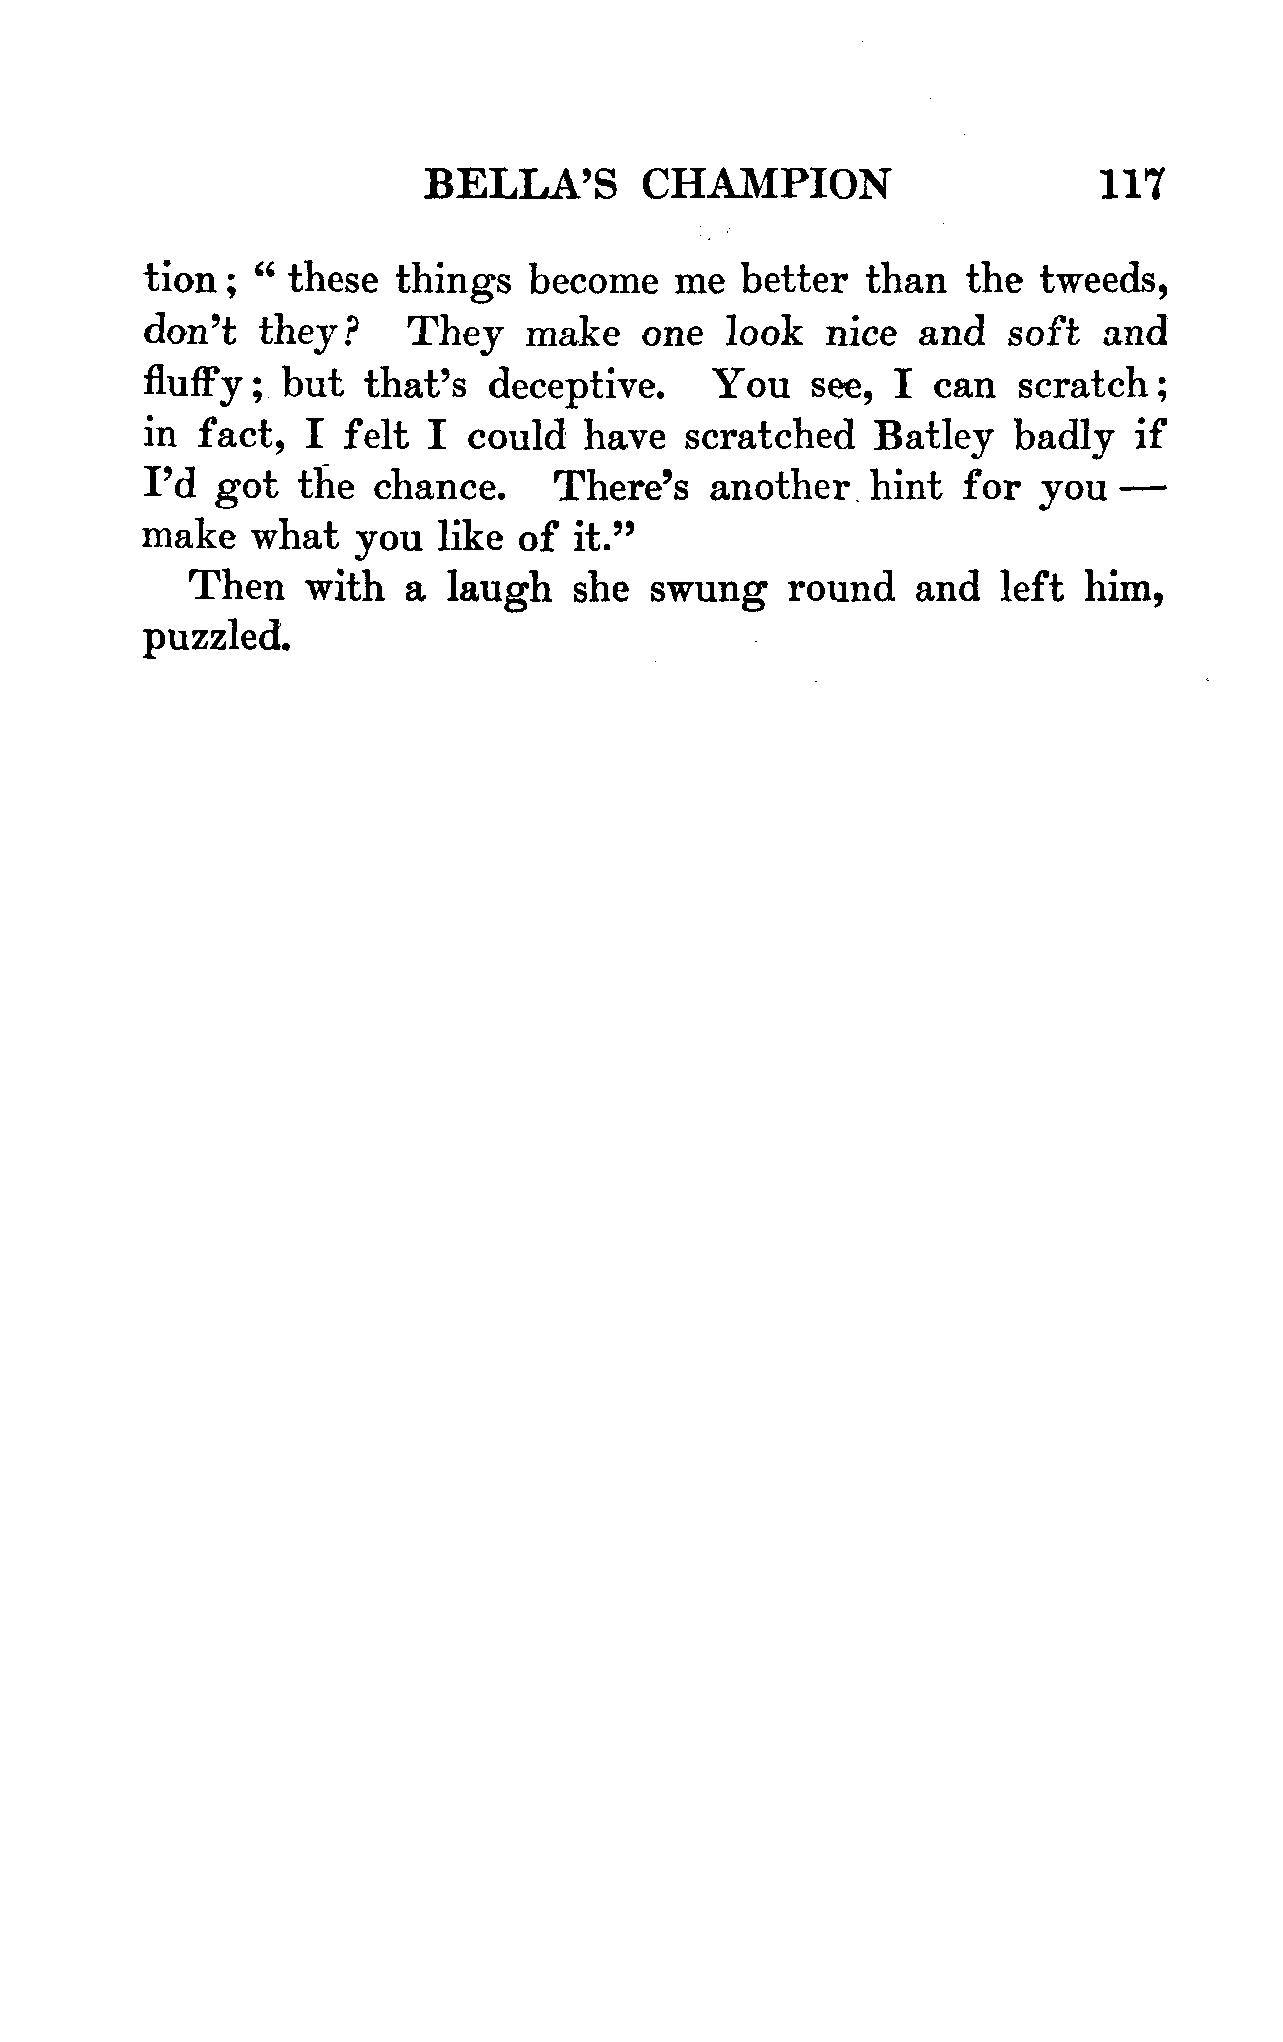 BELLA'S CHAMPION 117
tion; " these things become me better than the tweeds,
don't they? They make one look nice and soft and
fluffy; but that's deceptive. You see, I can scratch;
in fact, I felt I could have scratched Batley badly if
I'd got the chance. There's another hint for you —
make what you like of it."
Then with a laugh she swung round and left him,
puzzled.